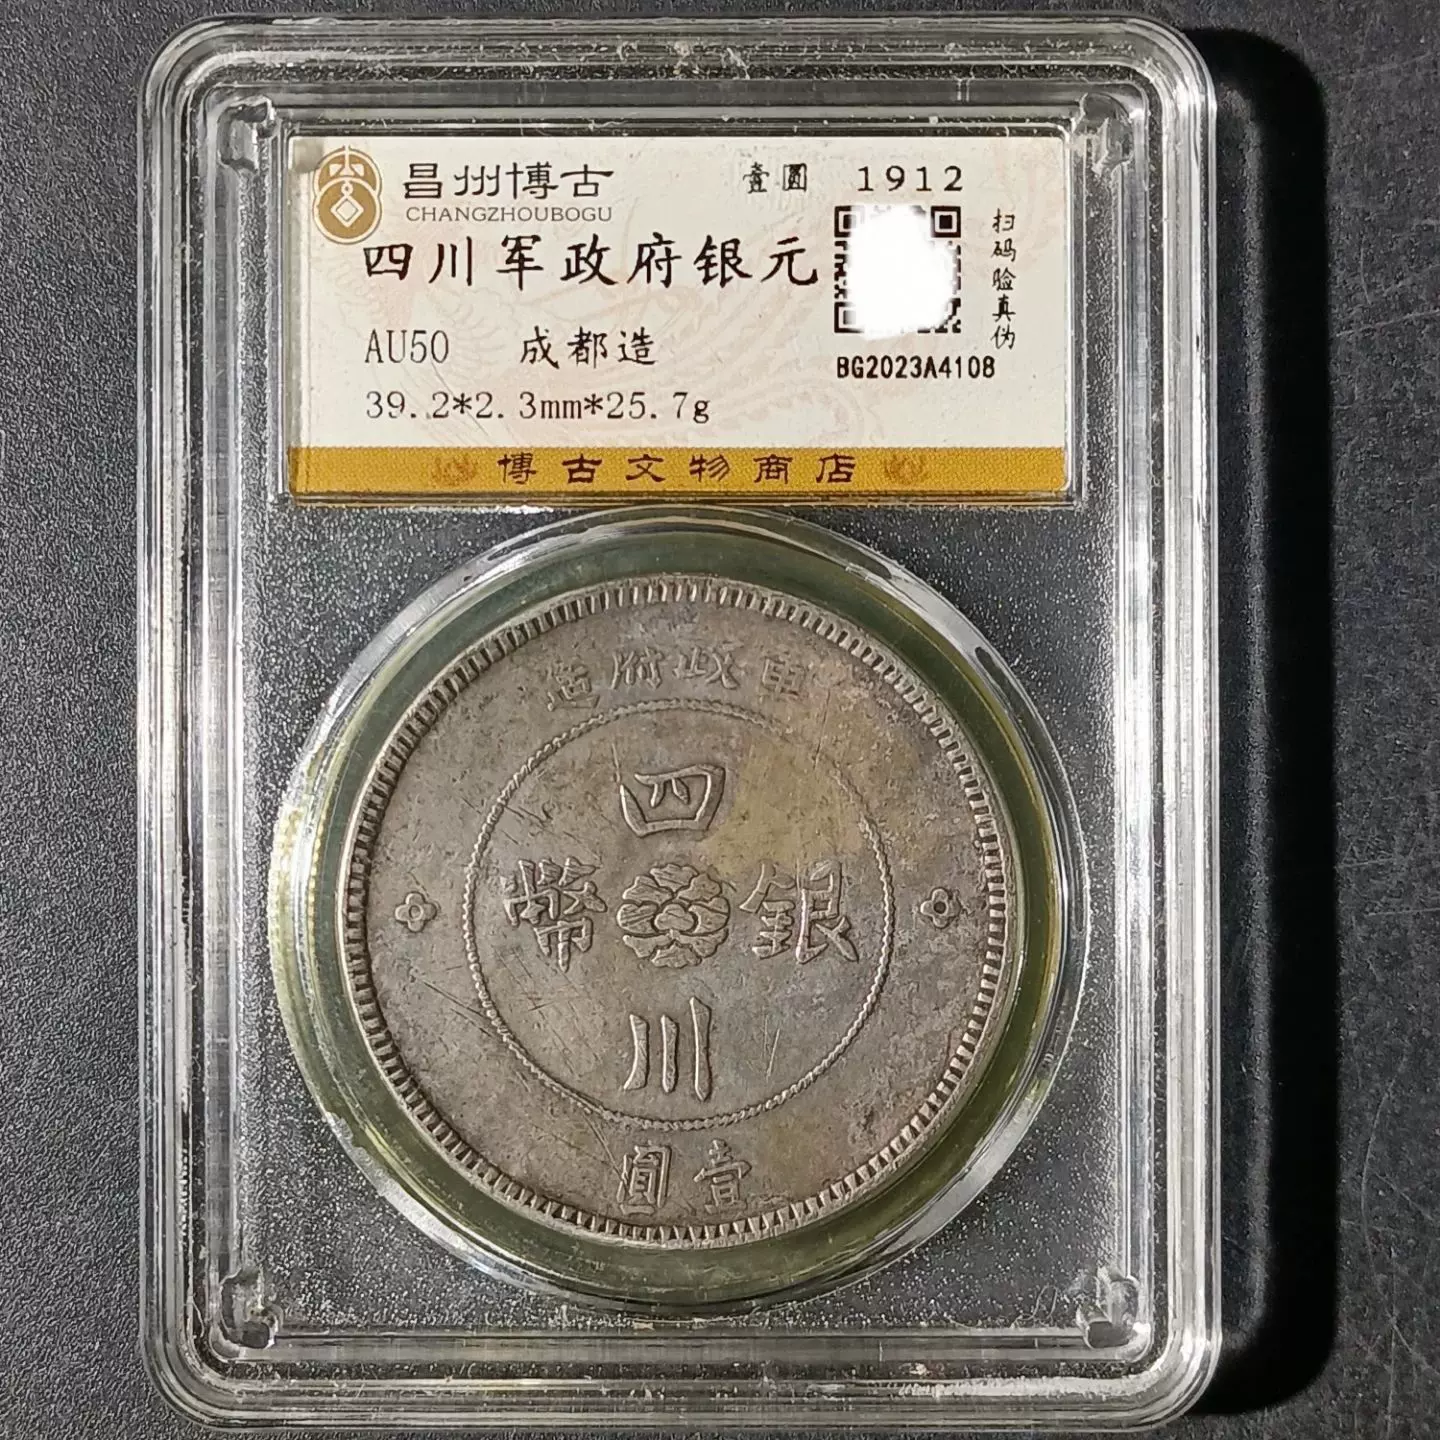 昌州博古
CHANGZHOUBOGU
壹圆 1912
四川军政府银元
扫码验真伪
AU50 成都造
BG2023A4108
39.2*2.3mm*25.7g
博古文物商店
軍政府造
四川
銀幣
壹圓